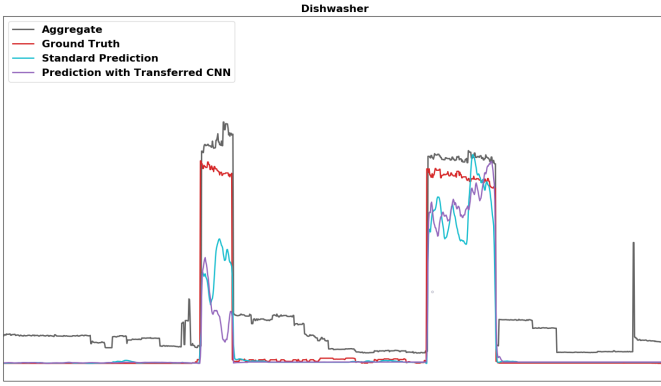 Dishwasher
Aggregate
Ground Truth
Standard Prediction
Prediction with Transferred CNN